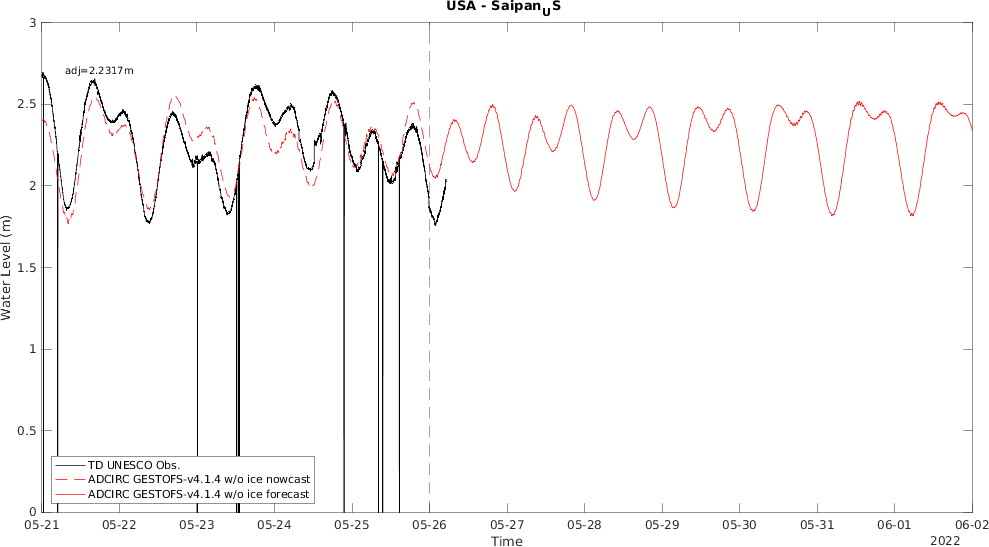 USA - SaipanUS
adj=2.2317m
3
2.5
2
1.5
1
0.5
0
Water Level (m)
TD UNESCO Obs.
ADCIRC GESTOFS-v4.1.4 w/o ice nowcast
ADCIRC GESTOFS-v4.1.4 w/o ice forecast
05-21 05-22 05-23 05-24 05-25 05-26 05-27 05-28 05-29 05-30 05-31 06-01 06-02
Time
2022